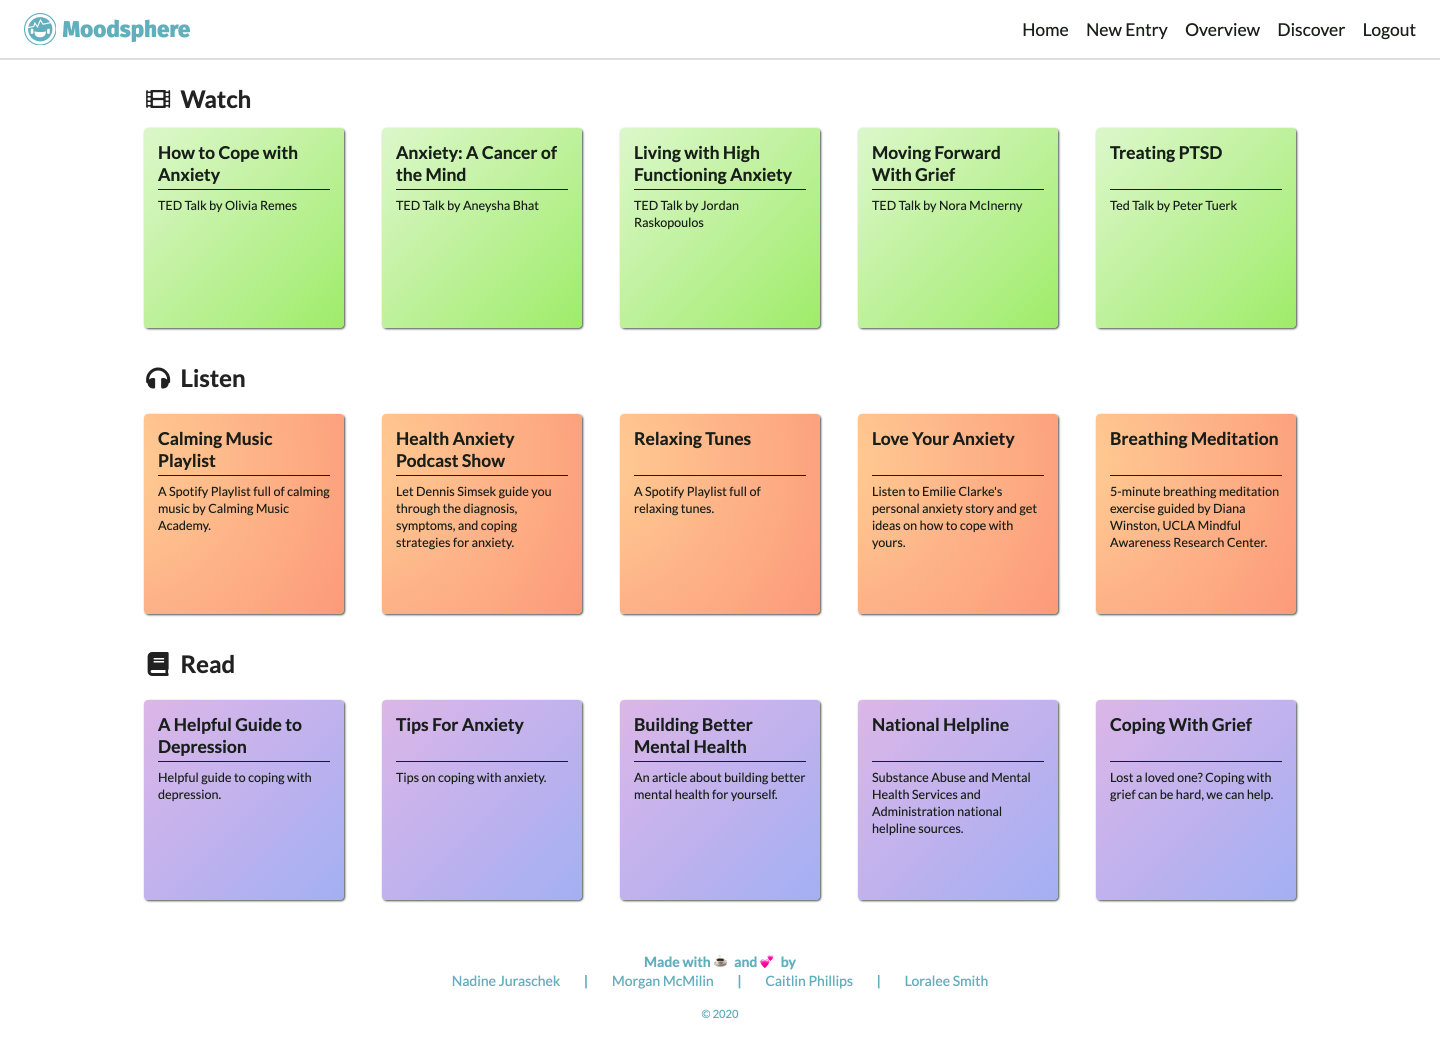 Moodsphere
Home New Entry Overview Discover Logout
Watch
How to Cope with
Anxiety
TED Talk by Olivia Remes
Anxiety: A Cancer of
the Mind
TED Talk by Aneysha Bhat
Living with High
Functioning Anxiety
TED Talk by Jordan
Raskopoulos
Moving Forward
With Grief
TED Talk by Nora McInerny
Treating PTSD
Ted Talk by Peter Tuerk
Listen
Calming Music
Playlist
A Spotify Playlist full of calming
music by Calming Music
Academy.
Health Anxiety
Podcast Show
Let Dennis Simsek guide you
through the diagnosis,
symptoms, and coping
strategies for anxiety.
Relaxing Tunes
A Spotify Playlist full of
relaxing tunes.
Love Your Anxiety
Listen to Emilie Clarke's
personal anxiety story and get
ideas on how to cope with
yours.
Breathing Meditation
5-minute breathing meditation
exercise guided by Diana
Winston, UCLA Mindful
Awareness Research Center.
Read
A Helpful Guide to
Depression
Helpful guide to coping with
depression.
Tips For Anxiety
Tips on coping with anxiety.
Building Better
Mental Health
An article about building better
mental health for yourself.
National Helpline
Substance Abuse and Mental
Health Services and
Administration national
helpline sources.
Coping With Grief
Lost a loved one? Coping with
grief can be hard, we can help.
Made with ☕ and 💕 by
Nadine Juraschek | Morgan McMilin | Caitlin Phillips | Loralee Smith
© 2020